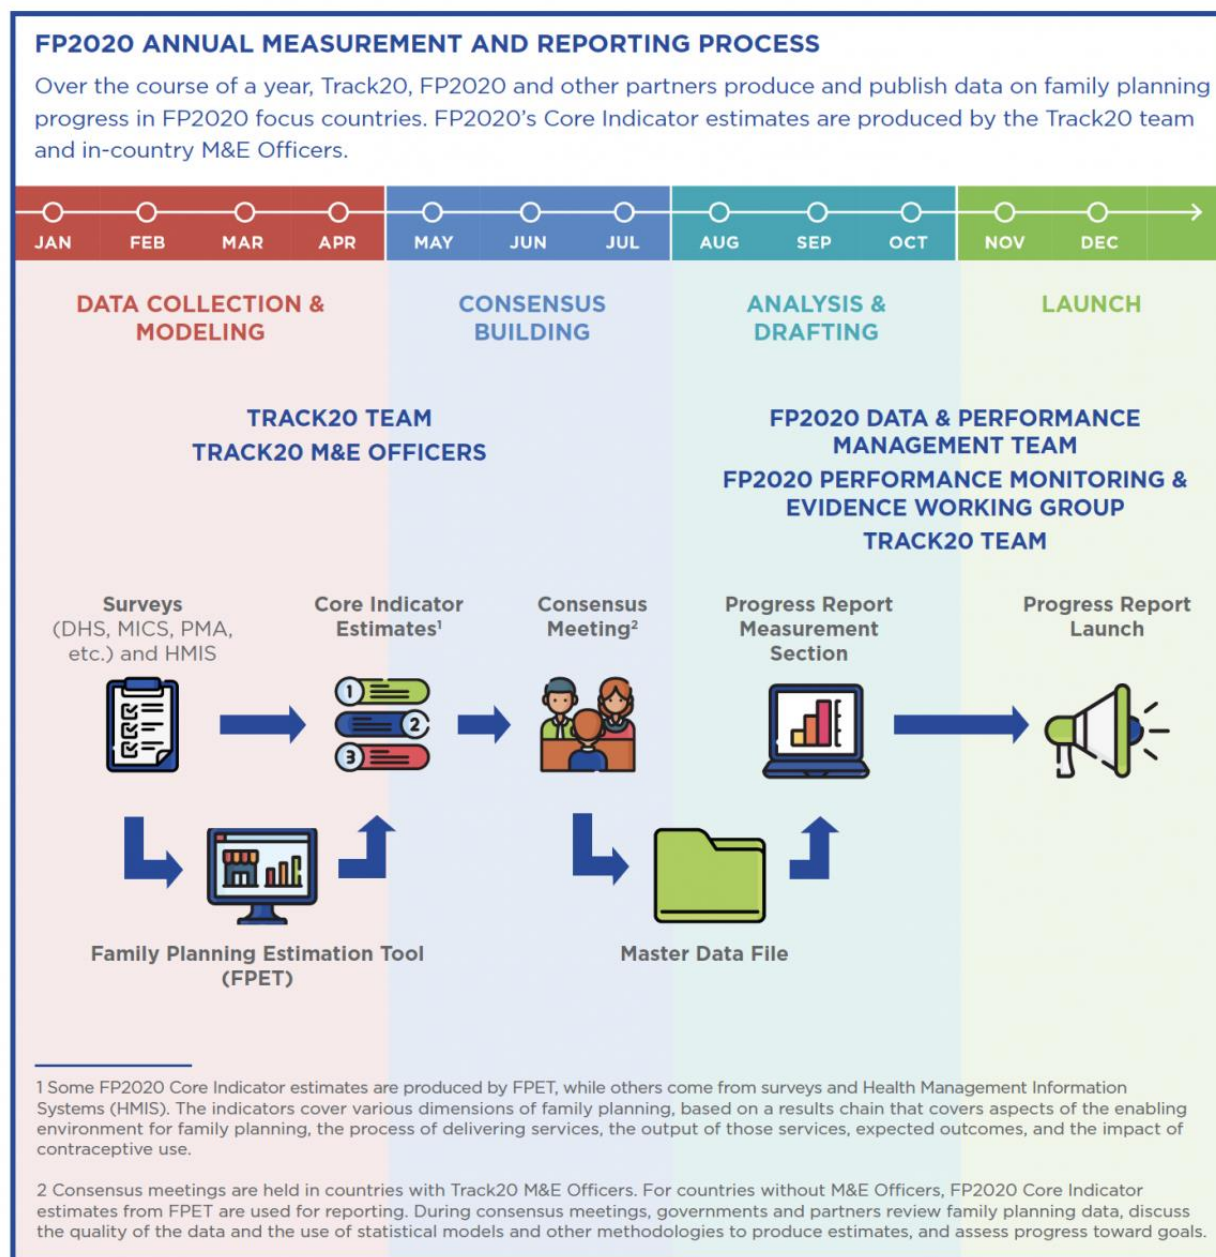 FP2020 ANNUAL MEASUREMENT AND REPORTING PROCESS
Over the course of a year, Track20, FP2020 and other partners produce and publish data on family planning
progress in FP2020 focus countries. FP2020’s Core Indicator estimates are produced by the Track20 team
and in-country M&E Officers.
JAN FEB MAR APR MAY JUN JUL AUG SEP OCT NOV DEC
DATA COLLECTION &
MODELING
CONSENSUS
BUILDING
ANALYSIS &
DRAFTING
LAUNCH
TRACK20 TEAM
TRACK20 M&E OFFICERS
FP2020 DATA & PERFORMANCE
MANAGEMENT TEAM
FP2020 PERFORMANCE MONITORING &
EVIDENCE WORKING GROUP
TRACK20 TEAM
Surveys
(DHS, MICS, PMA,
etc.) and HMIS
Core Indicator
Estimates¹
1
2
3
Consensus
Meeting²
Progress Report
Measurement
Section
Progress Report
Launch
Family Planning Estimation Tool
(FPET)
Master Data File
1 Some FP2020 Core Indicator estimates are produced by FPET, while others come from surveys and Health Management Information
Systems (HMIS). The indicators cover various dimensions of family planning, based on a results chain that covers aspects of the enabling
environment for family planning, the process of delivering services, the output of those services, expected outcomes, and the impact of
contraceptive use.
2 Consensus meetings are held in countries with Track20 M&E Officers. For countries without M&E Officers, FP2020 Core Indicator
estimates from FPET are used for reporting. During consensus meetings, governments and partners review family planning data, discuss
the quality of the data and the use of statistical models and other methodologies to produce estimates, and assess progress toward goals.